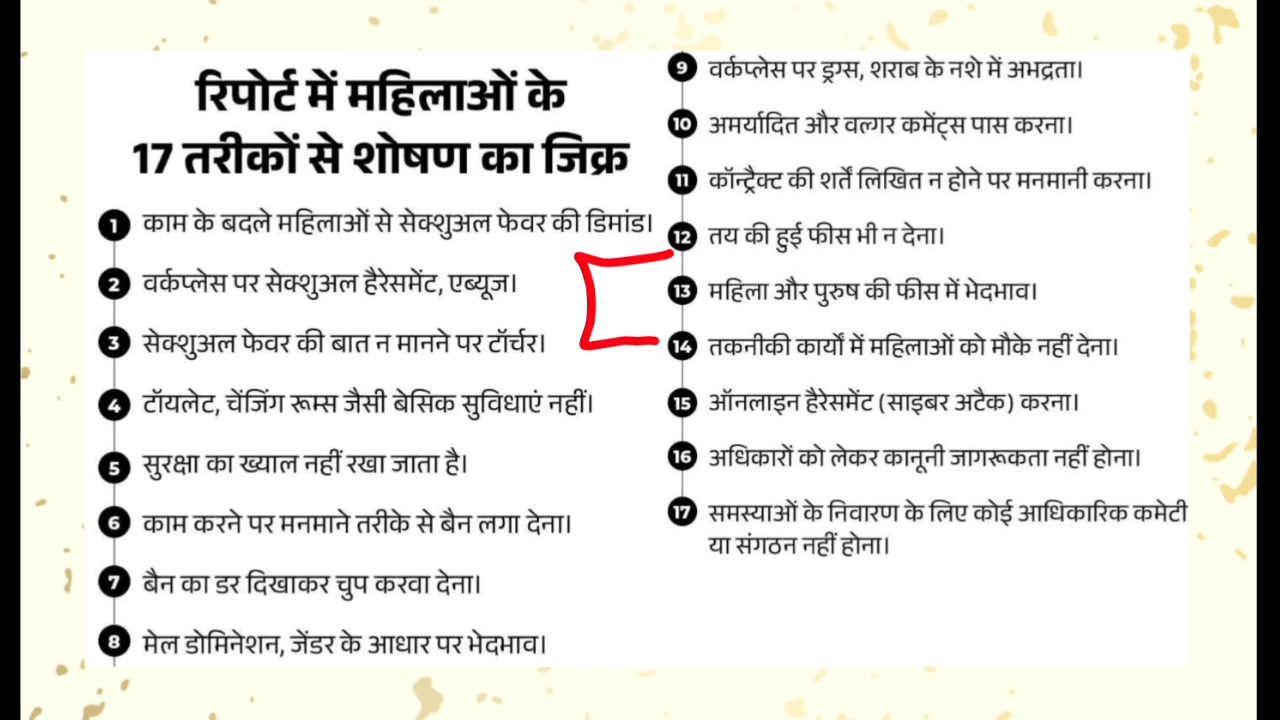 रिपोर्ट में महिलाओं के
17 तरीकों से शोषण का जिक्र
1 काम के बदले महिलाओं से सेक्शुअल फेवर की डिमांड।
2 वर्कप्लेस पर सेक्शुअल हैरेसमेंट, एब्यूज।
3 सेक्शुअल फेवर की बात न मानने पर टॉर्चर।
4 टॉयलेट, चेंजिंग रूम्स जैसी बेसिक सुविधाएं नहीं।
5 सुरक्षा का ख्याल नहीं रखा जाता है।
6 काम करने पर मनमाने तरीके से बैन लगा देना।
7 बैन का डर दिखाकर चुप करवा देना।
8 मेल डोमिनेशन, जेंडर के आधार पर भेदभाव।
9 वर्कप्लेस पर ड्रग्स, शराब के नशे में अभद्रता।
10 अमर्यादित और वल्गर कमेंट्स पास करना।
11 कॉन्ट्रैक्ट की शर्तें लिखित न होने पर मनमानी करना।
12 तय की हुई फीस भी न देना।
13 महिला और पुरुष की फीस में भेदभाव।
14 तकनीकी कार्यों में महिलाओं को मौके नहीं देना।
15 ऑनलाइन हैरेसमेंट (साइबर अटैक) करना।
16 अधिकारों को लेकर कानूनी जागरूकता नहीं होना।
17 समस्याओं के निवारण के लिए कोई आधिकारिक कमेटी
या संगठन नहीं होना।